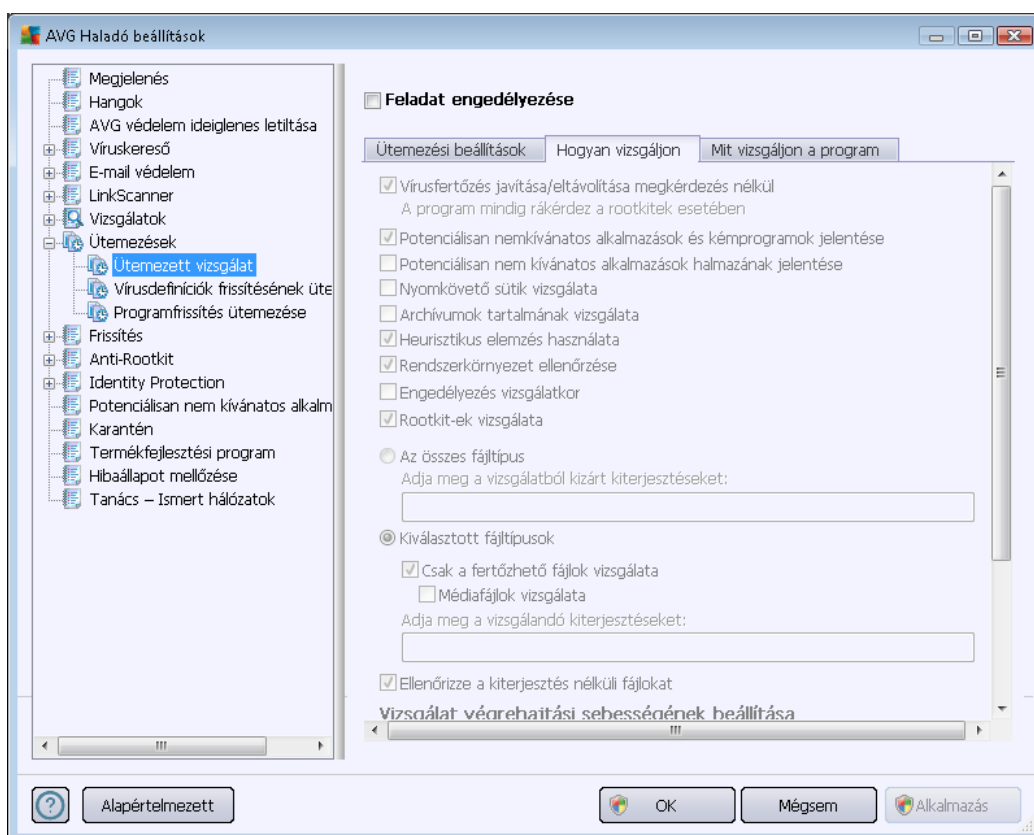 AVG Haladó beállítások
Megjelenés
Hangok
AVG védelem ideiglenes letiltása
Víruskereső
E-mail védelem
LinkScanner
Vizsgálatok
Ütemezések
Ütemezett vizsgálat
Vírusdefiníciók frissítésének üte
Programfrissítés ütemezése
Frissítés
Anti-Rootkit
Identity Protection
Potenciálisan nem kívánatos alkalm
Karantén
Termékfejlesztési program
Hibaállapot mellőzése
Tanács – Ismert hálózatok
Feladat engedélyezése
Ütemezési beállítások Hogyan vizsgáljon Mit vizsgáljon a program
Vírusfertőzés javítása/eltávolítása megkérdezés nélkül
A program mindig rákérdez a rootkitek esetében
Potenciálisan nemkívánatos alkalmazások és kémprogramok jelentése
Potenciálisan nem kívánatos alkalmazások halmazának jelentése
Nyomkövető sütik vizsgálata
Archívumok tartalmának vizsgálata
Heurisztikus elemzés használata
Rendszerkörnyezet ellenőrzése
Engedélyezés vizsgálatkor
Rootkit-ek vizsgálata
Az összes fájltípus
Adja meg a vizsgálatból kizárt kiterjesztéseket:
Kiválasztott fájltípusok
Csak a fertőzhető fájlok vizsgálata
Médiafájlok vizsgálata
Adja meg a vizsgálandó kiterjesztéseket:
Ellenőrizze a kiterjesztés nélküli fájlokat
Vizsgálat végrehajtási sebességének beállítása
Alapértelmezett OK Mégsem Alkalmazás